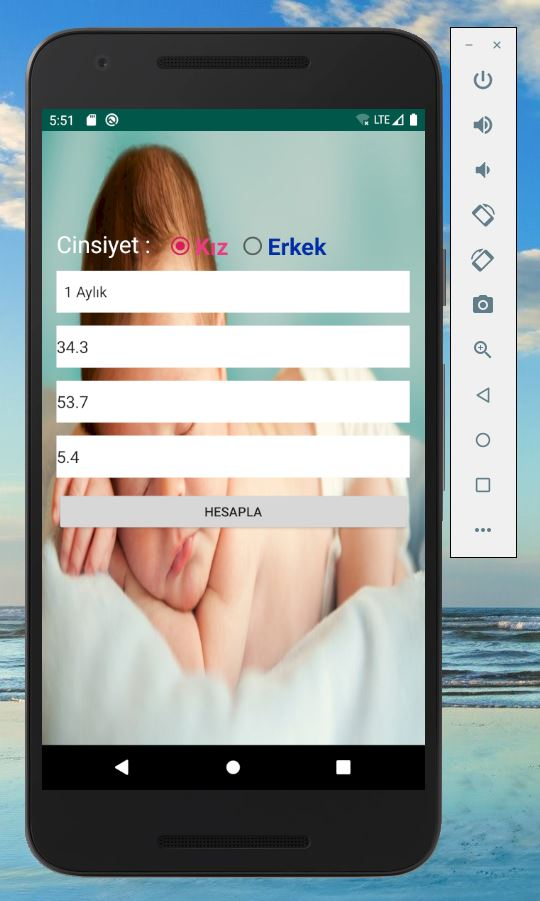 5:51 LTE
Cinsiyet : Kız Erkek
1 Aylık
34.3
53.7
5.4
HESAPLA